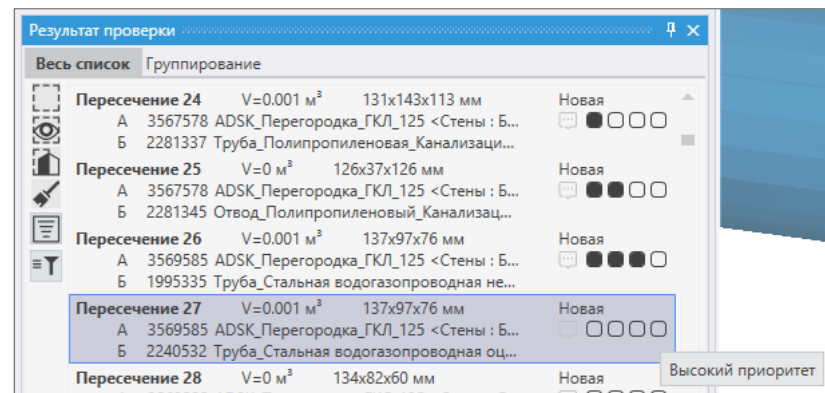 Результат проверки
Весь список Группирование
Пересечение 24 V=0.001 м³ 131x143x113 мм Новая
А 3567578 ADSK_Перегородка_ГКЛ_125 <Стены : Б...
Б 2281337 Труба_Полипропиленовая_Канализаци...
Пересечение 25 V=0 м³ 126x37x126 мм Новая
А 3567578 ADSK_Перегородка_ГКЛ_125 <Стены : Б...
Б 2281345 Отвод_Полипропиленовый_Канализац...
Пересечение 26 V=0.001 м³ 137x97x76 мм Новая
А 3569585 ADSK_Перегородка_ГКЛ_125 <Стены : Б...
Б 1995335 Труба_Стальная водогазопроводная не...
Пересечение 27 V=0.001 м³ 137x97x76 мм Новая
А 3569585 ADSK_Перегородка_ГКЛ_125 <Стены : Б...
Б 2240532 Труба_Стальная водогазопроводная оц...
Высокий приоритет
Пересечение 28 V=0 м³ 134x82x60 мм Новая